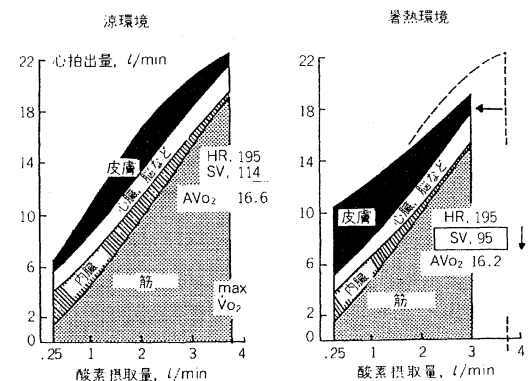 涼環境
心拍出量, l/min
22
18
14
10
6
2
0
皮膚
心臓, 脳など
内臓
筋
HR, 195
SV, 114
AVo₂ 16.6
max
V̇o₂
.25 1 2 3 4
酸素摂取量, l/min
暑熱環境
22
18
14
10
6
2
0
皮膚
心臓, 脳など
内臓
筋
HR, 195
SV, 95
AVo₂ 16.2
.25 1 2 3 4
酸素摂取量, l/min